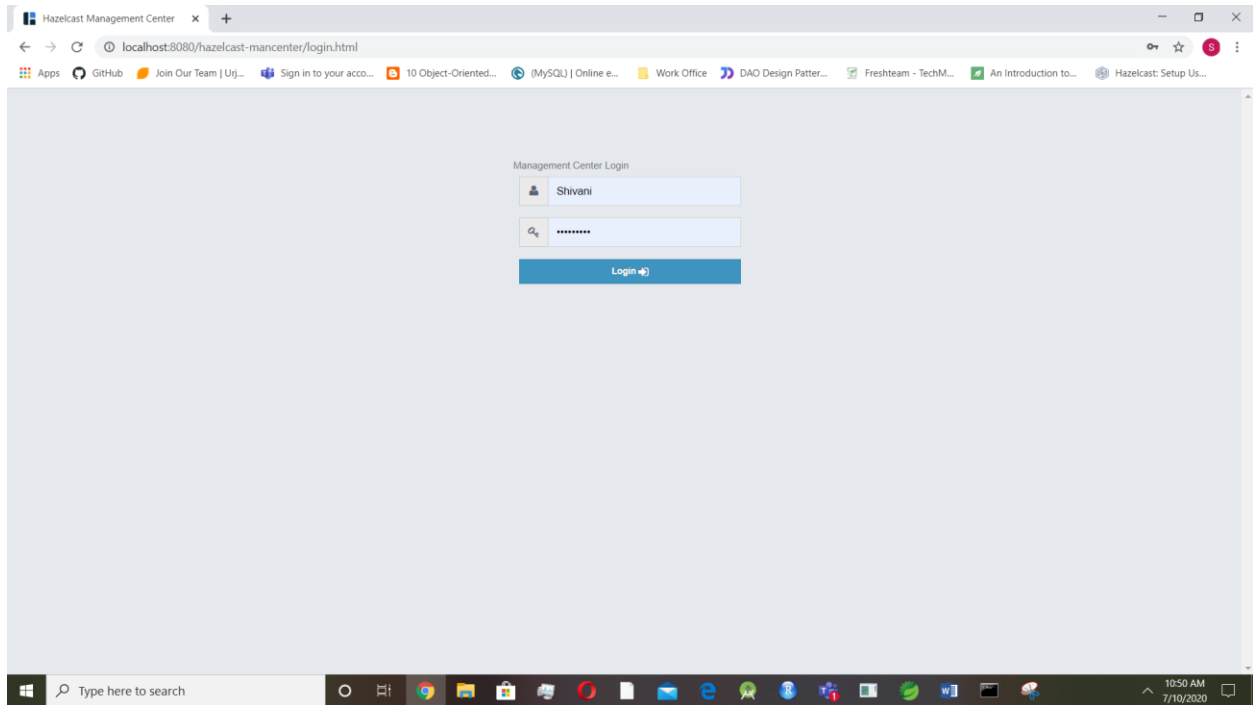 Hazelcast Management Center
localhost:8080/hazelcast-mancenter/login.html
S
Apps GitHub Join Our Team | Urj... Sign in to your acco... 10 Object-Oriented... (MySQL) | Online e... Work Office DAO Design Patter... Freshteam - TechM... An Introduction to... Hazelcast: Setup Us...
Management Center Login
Shivani
•••••••••
Login
Type here to search
10:50 AM
7/10/2020